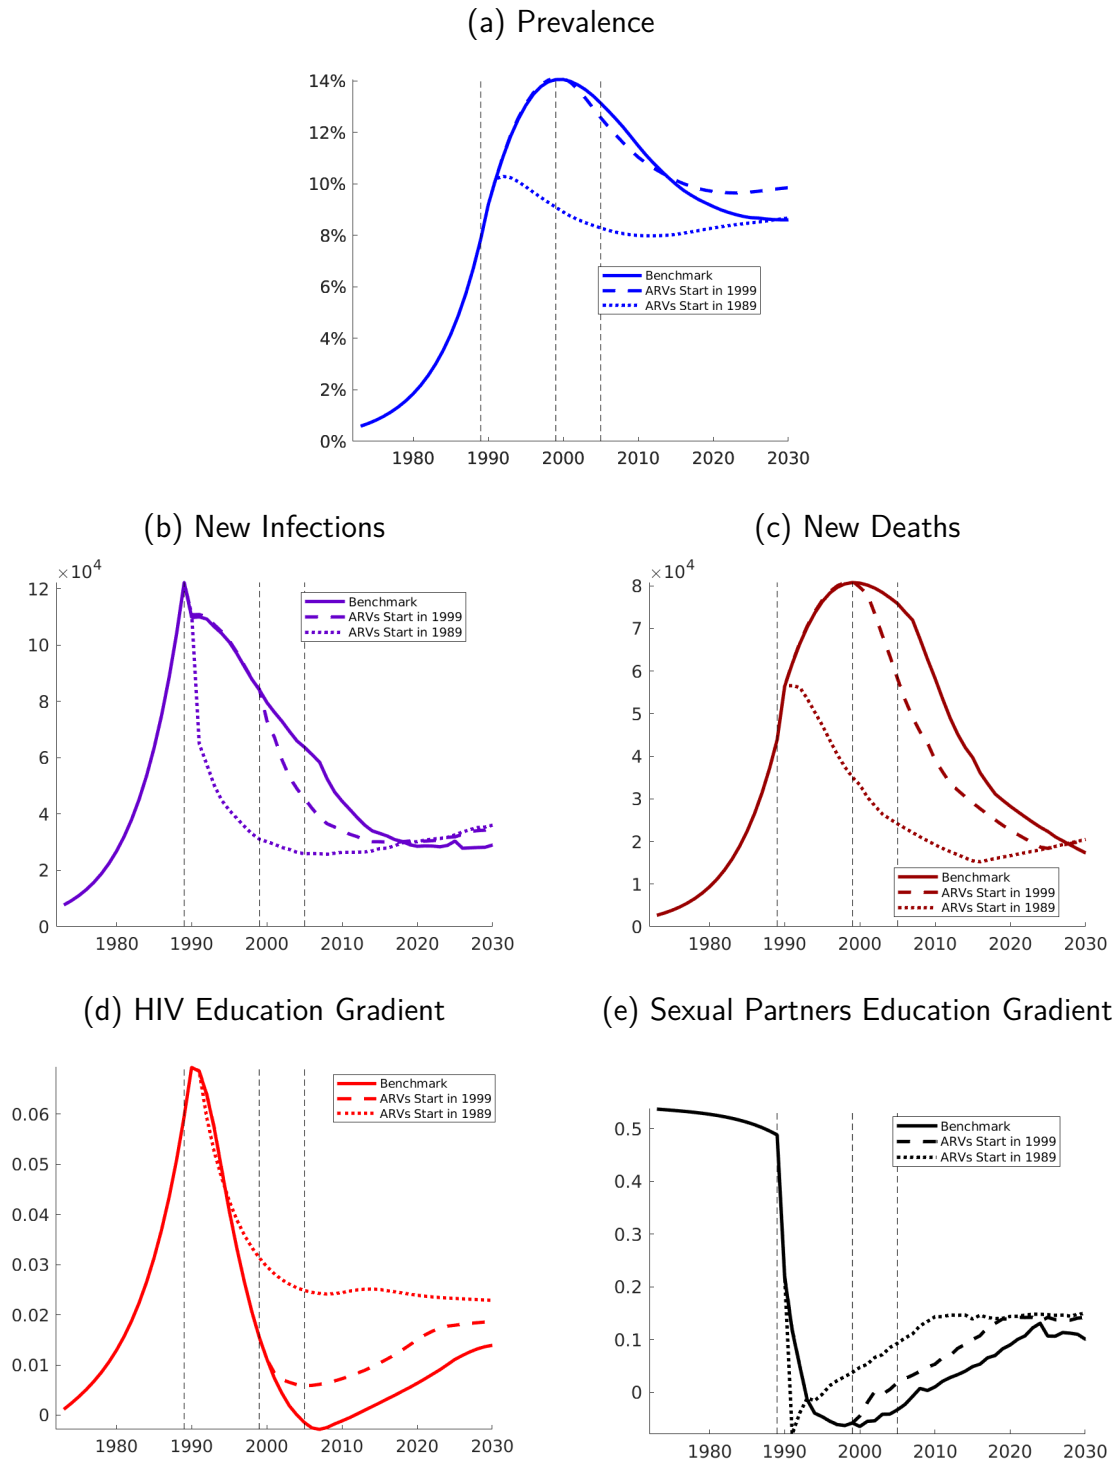 (a) Prevalence
14%
12%
10%
8%
6%
4%
2%
0%
Benchmark
ARVs Start in 1999
ARVs Start in 1989
1980 1990 2000 2010 2020 2030
(b) New Infections
×10^4
12
10
8
6
4
2
0
Benchmark
ARVs Start in 1999
ARVs Start in 1989
1980 1990 2000 2010 2020 2030
(c) New Deaths
×10^4
8
7
6
5
4
3
2
1
0
Benchmark
ARVs Start in 1999
ARVs Start in 1989
1980 1990 2000 2010 2020 2030
(d) HIV Education Gradient
0.06
0.05
0.04
0.03
0.02
0.01
0
Benchmark
ARVs Start in 1999
ARVs Start in 1989
1980 1990 2000 2010 2020 2030
(e) Sexual Partners Education Gradient
0.5
0.4
0.3
0.2
0.1
0
Benchmark
ARVs Start in 1999
ARVs Start in 1989
1980 1990 2000 2010 2020 2030